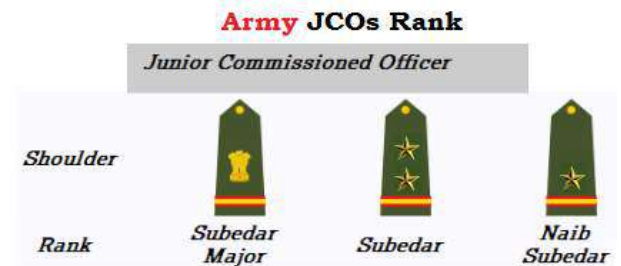 Army JCOs Rank
Junior Commissioned Officer
Shoulder
Rank
Subedar
Major
Subedar
Naib
Subedar